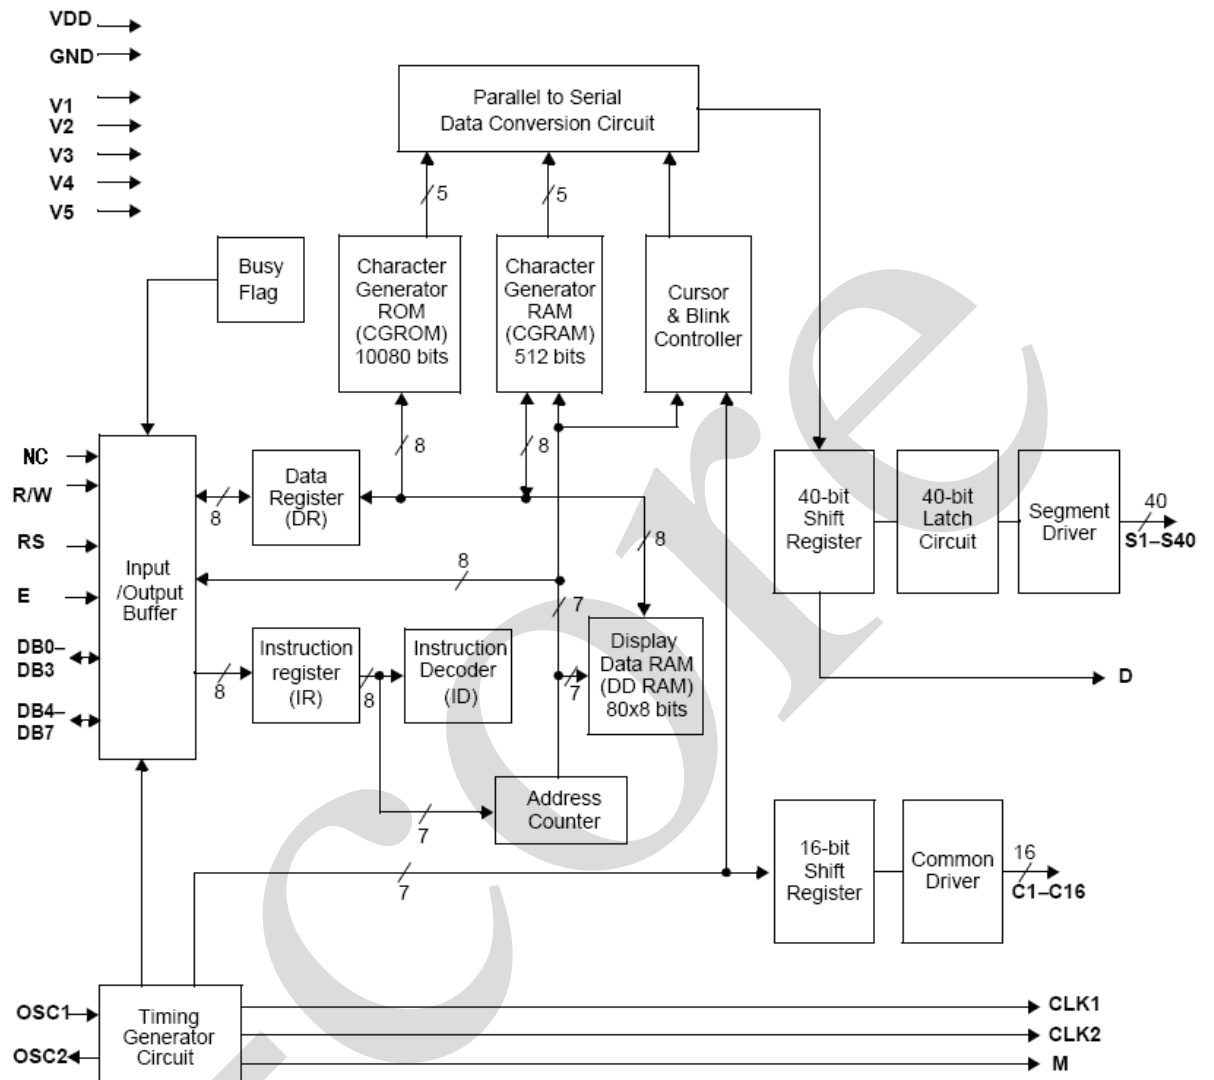 VDD
GND
V1
V2
V3
V4
V5
Parallel to Serial
Data Conversion Circuit
5
5
Busy
Flag
Character
Generator
ROM
(CGROM)
10080 bits
Character
Generator
RAM
(CGRAM)
512 bits
Cursor
& Blink
Controller
8
8
NC
R/W
RS
E
DB0–
DB3
DB4–
DB7
Input
/Output
Buffer
8
Data
Register
(DR)
8
8
7
40-bit
Shift
Register
40-bit
Latch
Circuit
Segment
Driver
40
S1–S40
8
Instruction
register
(IR)
8
Instruction
Decoder
(ID)
7
Display
Data RAM
(DD RAM)
80x8 bits
D
7
Address
Counter
7
16-bit
Shift
Register
Common
Driver
16
C1–C16
OSC1
OSC2
Timing
Generator
Circuit
CLK1
CLK2
M
core